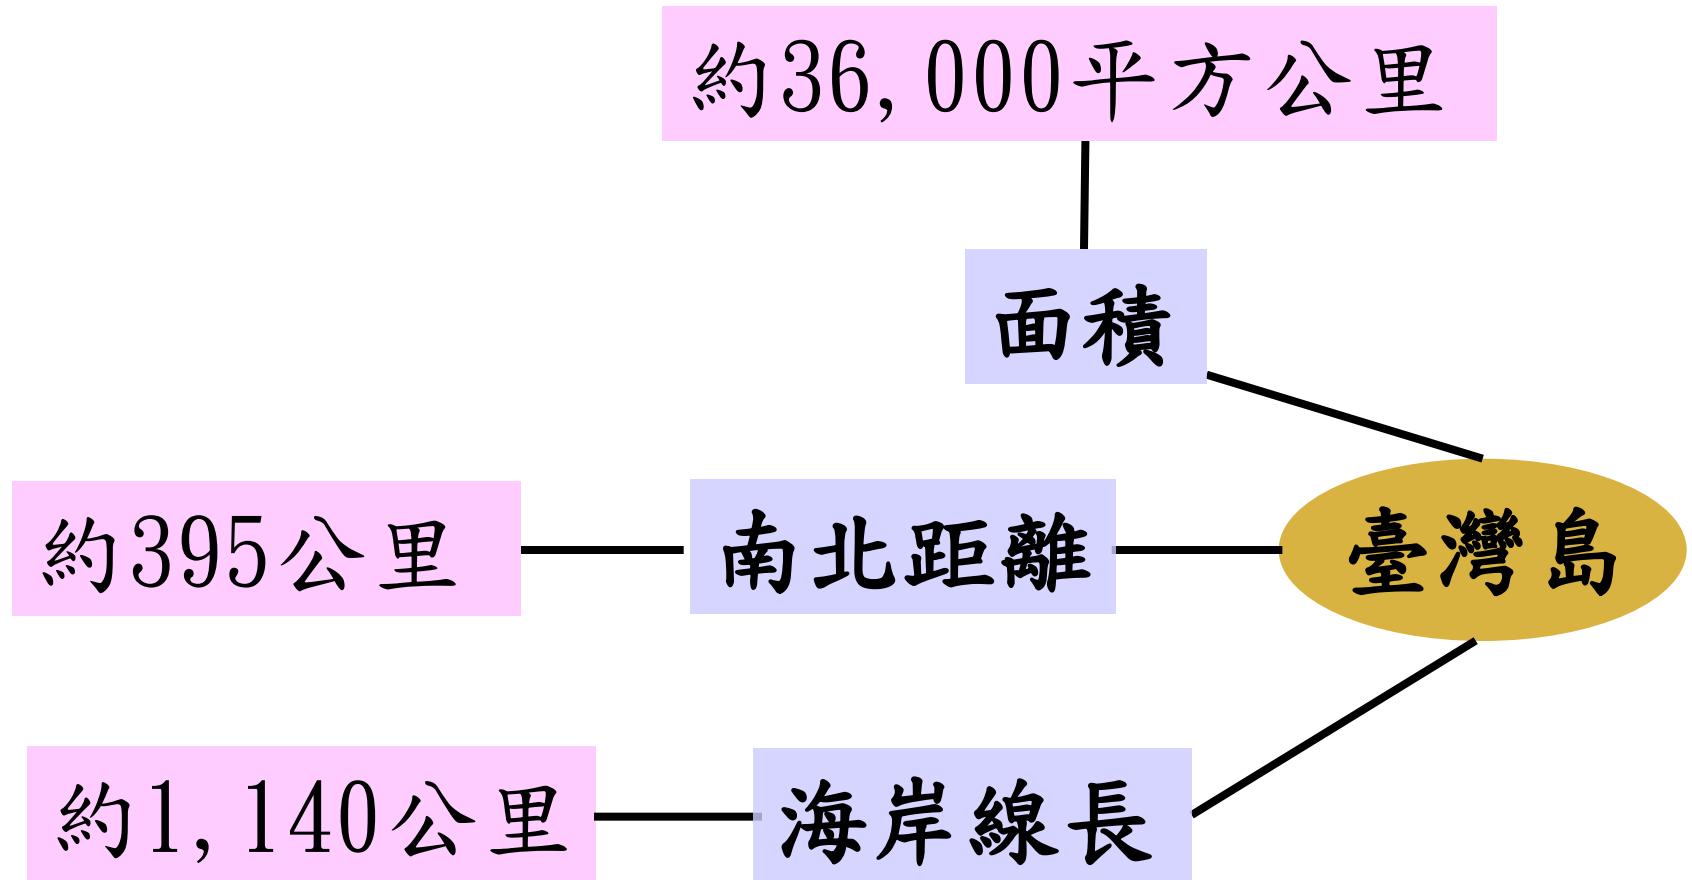 約36,000平方公里
面積
約395公里
南北距離
臺灣島
約1,140公里
海岸線長